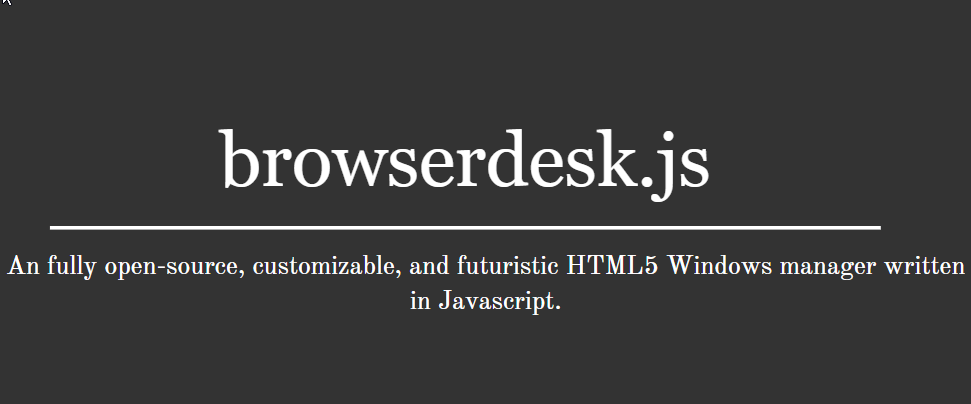 browserdesk.js
An fully open-source, customizable, and futuristic HTML5 Windows manager written
in Javascript.